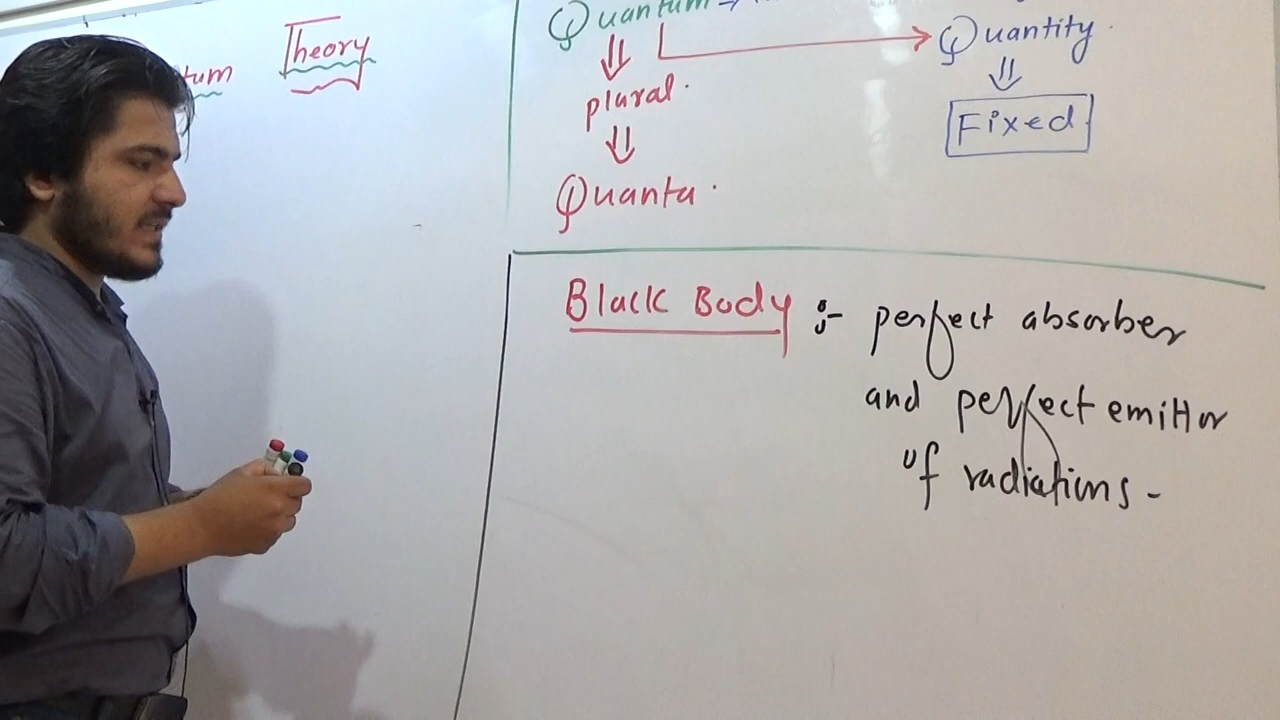 tum Theory
Quantum →
Quantity.
plural.
Fixed
Quanta.
Black Body :- perfect absorber
and perfect emitter
of radiations-